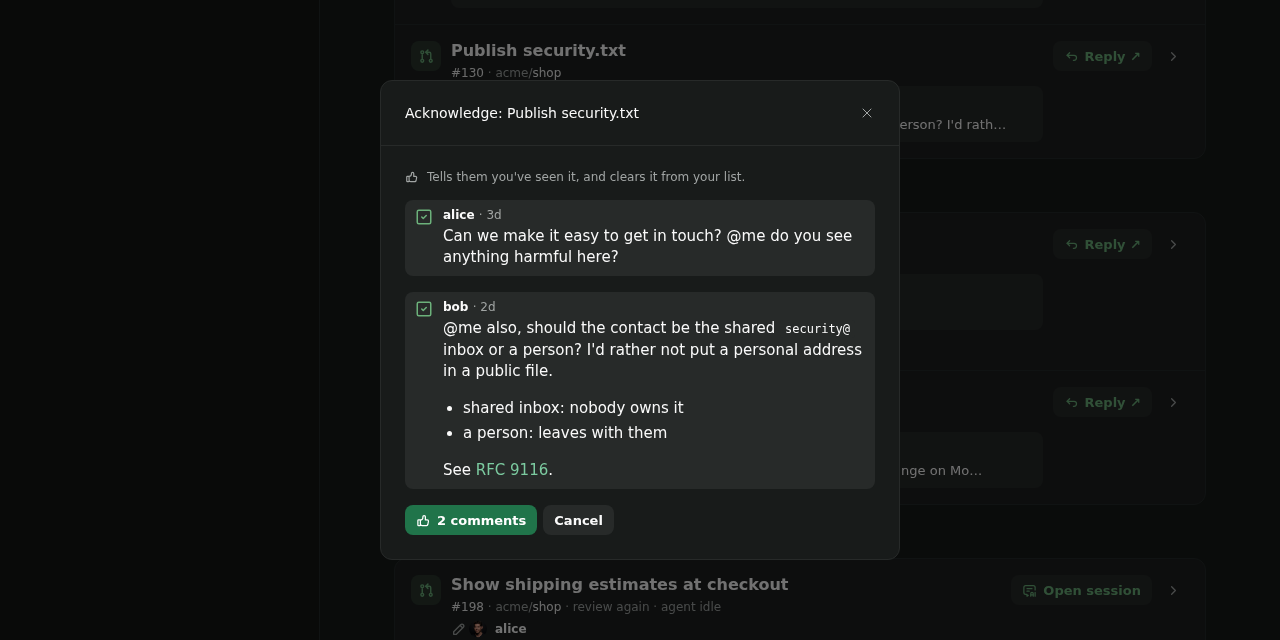 Publish security.txt
#130 · acme/shop
Reply ↗
erson? I'd rath…
Acknowledge: Publish security.txt
Tells them you've seen it, and clears it from your list.
alice · 3d
Can we make it easy to get in touch? @me do you see
anything harmful here?
bob · 2d
@me also, should the contact be the shared security@
inbox or a person? I'd rather not put a personal address
in a public file.
• shared inbox: nobody owns it
• a person: leaves with them
See RFC 9116.
2 comments
Cancel
Reply ↗
Reply ↗
nge on Mo…
Show shipping estimates at checkout
#198 · acme/shop · review again · agent idle
Open session
alice